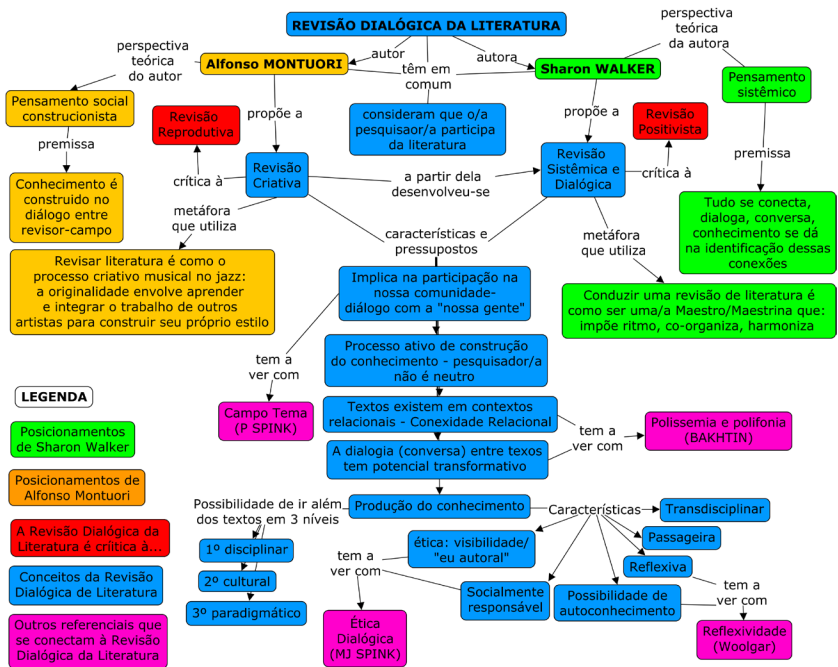 REVISÃO DIALÓGICA DA LITERATURA
perspectiva
teórica
do autor
autor
têm em
comum
autora
perspectiva
teórica
da autora
Alfonso MONTUORI
Sharon WALKER
Pensamento social
construcionista
propõe a
consideram que o/a
pesquisaor/a participa
da literatura
propõe a
Pensamento
sistêmico
Revisão
Reprodutiva
Revisão
Positivista
premissa
premissa
Revisão
Criativa
a partir dela
desenvolveu-se
Revisão
Sistêmica e
Dialógica
crítica à
crítica à
Conhecimento é
construido no
diálogo entre
revisor-campo
metáfora
que utiliza
características e
pressupostos
metáfora
que utiliza
Tudo se conecta,
dialoga, conversa,
conhecimento se dá
na identificação dessas
conexões
Revisar literatura é como o
processo criativo musical no jazz:
a originalidade envolve aprender
e integrar o trabalho de outros
artistas para construir seu próprio estilo
Implica na participação na
nossa comunidade-
diálogo com a "nossa gente"
Conduzir uma revisão de literatura é
como ser uma/a Maestro/Maestrina que:
impõe ritmo, co-organiza, harmoniza
tem a
ver com
Processo ativo de construção
do conhecimento - pesquisador/a
não é neutro
Campo Tema
(P SPINK)
Textos existem em contextos
relacionais - Conexidade Relacional
tem a
ver com
Polissemia e polifonia
(BAKHTIN)
A dialogia (conversa) entre texos
tem potencial transformativo
LEGENDA
Posicionamentos
de Sharon Walker
Posicionamentos de
Alfonso Montuori
A Revisão Dialógica da
Literatura é crítica à...
Conceitos da Revisão
Dialógica de Literatura
Outros referenciais que
se conectam à Revisão
Dialógica da Literatura
Possibilidade de ir além
dos textos em 3 níveis
Produção do conhecimento
Características
Transdisciplinar
Passageira
Reflexiva
1º disciplinar
2º cultural
3º paradigmático
ética: visibilidade/
"eu autoral"
tem a
ver com
Socialmente
responsável
Possibilidade de
autoconhecimento
tem a
ver com
Ética
Dialógica
(MJ SPINK)
Reflexividade
(Woolgar)